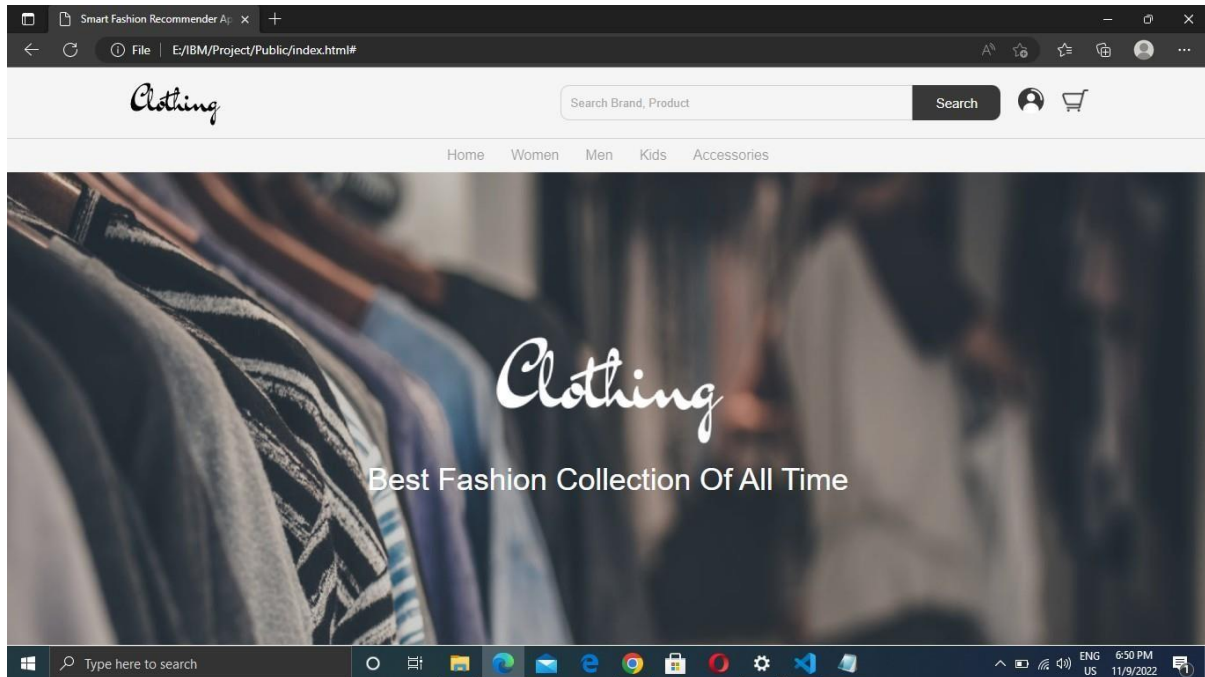 Smart Fashion Recommender Ap
File | E:/IBM/Project/Public/index.html#
Clothing
Search Brand, Product
Search
Home Women Men Kids Accessories
Clothing
Best Fashion Collection Of All Time
Type here to search
ENG 6:50 PM
US 11/9/2022
1